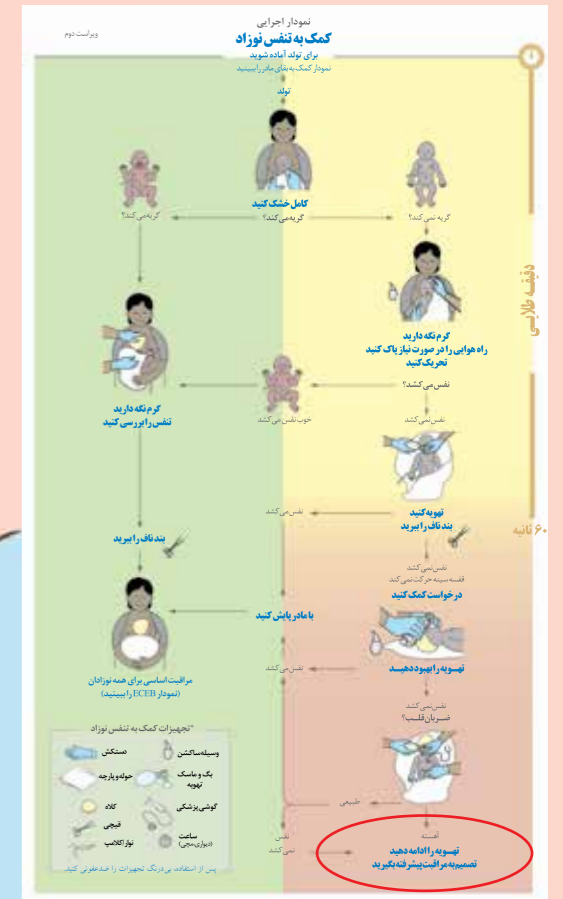 نمودار اجرایی
کمک به تنفس نوزاد
ویراست دوم
برای تولد آماده شوید
نمودار کمک به بقای مادر را ببینید
تولد
کامل خشک کنید
گریه می‌کند؟
گریه نمی‌کند؟
گریه می‌کند؟
دقیقه طلایی
گرم نگه دارید
راه هوایی را در صورت نیاز پاک کنید
تحریک کنید
نفس می‌کشد؟
گرم نگه دارید
تنفس را بررسی کنید
خوب نفس می‌کشد
نفس نمی‌کشد
تهویه کنید
بند ناف را ببرید
نفس می‌کشد
۶۰ ثانیه
بند ناف را ببرید
نفس نمی‌کشد
قفسه سینه حرکت نمی‌کند
درخواست کمک کنید
با مادر پایش کنید
تهویه را بهبود دهید
نفس می‌کشد
مراقبت اساسی برای همه نوزادان
(نمودار ECEB را ببینید)
نفس نمی‌کشد
ضربان قلب؟
*تجهیزات کمک به تنفس نوزاد
وسیله ساکشن
دستکش
بگ و ماسک تهویه
حوله و پارچه
گوشی پزشکی
کلاه
قیچی
ساعت
(دیواری مچی)
نوار/کلامپ
پس از استفاده، بی‌درنگ تجهیزات را ضدعفونی کنید.
طبیعی
آهسته
نفس
نمی‌کشد
تهویه را ادامه دهید
تصمیم به مراقبت پیشرفته بگیرید